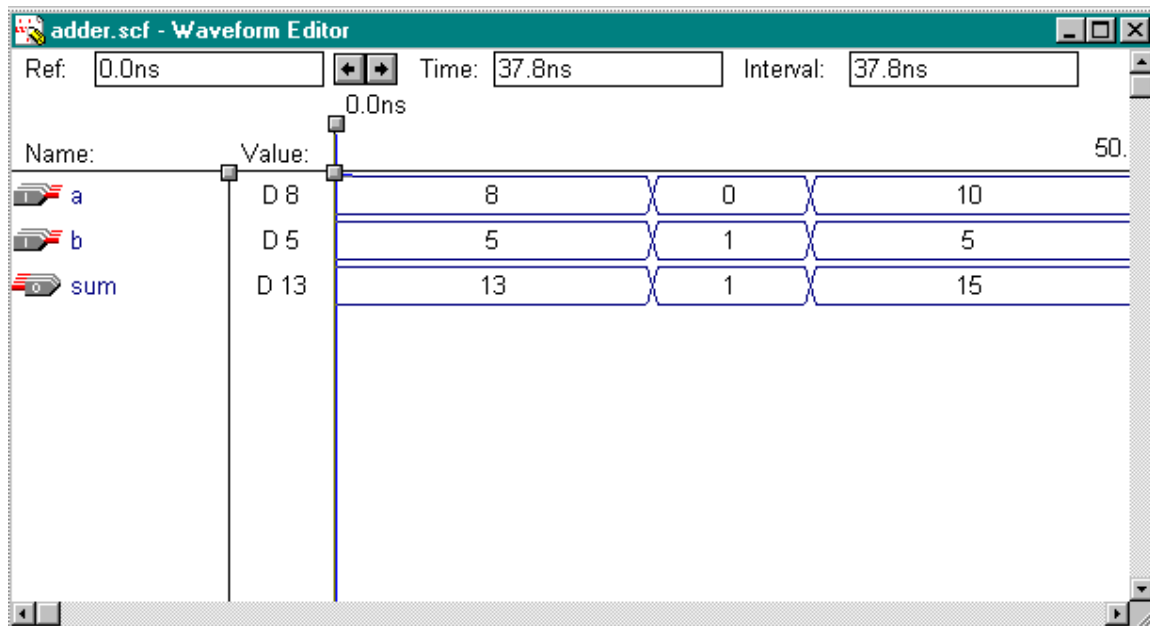 adder.scf - Waveform Editor
Ref: 0.0ns Time: 37.8ns Interval: 37.8ns
0.0ns
Name: Value: 50.
a D 8 8 0 10
b D 5 5 1 5
sum D 13 13 1 15